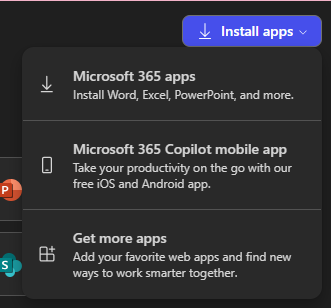 Install apps
Microsoft 365 apps
Install Word, Excel, PowerPoint, and more.
Microsoft 365 Copilot mobile app
Take your productivity on the go with our
free iOS and Android app.
P
Get more apps
S
Add your favorite web apps and find new
ways to work smarter together.